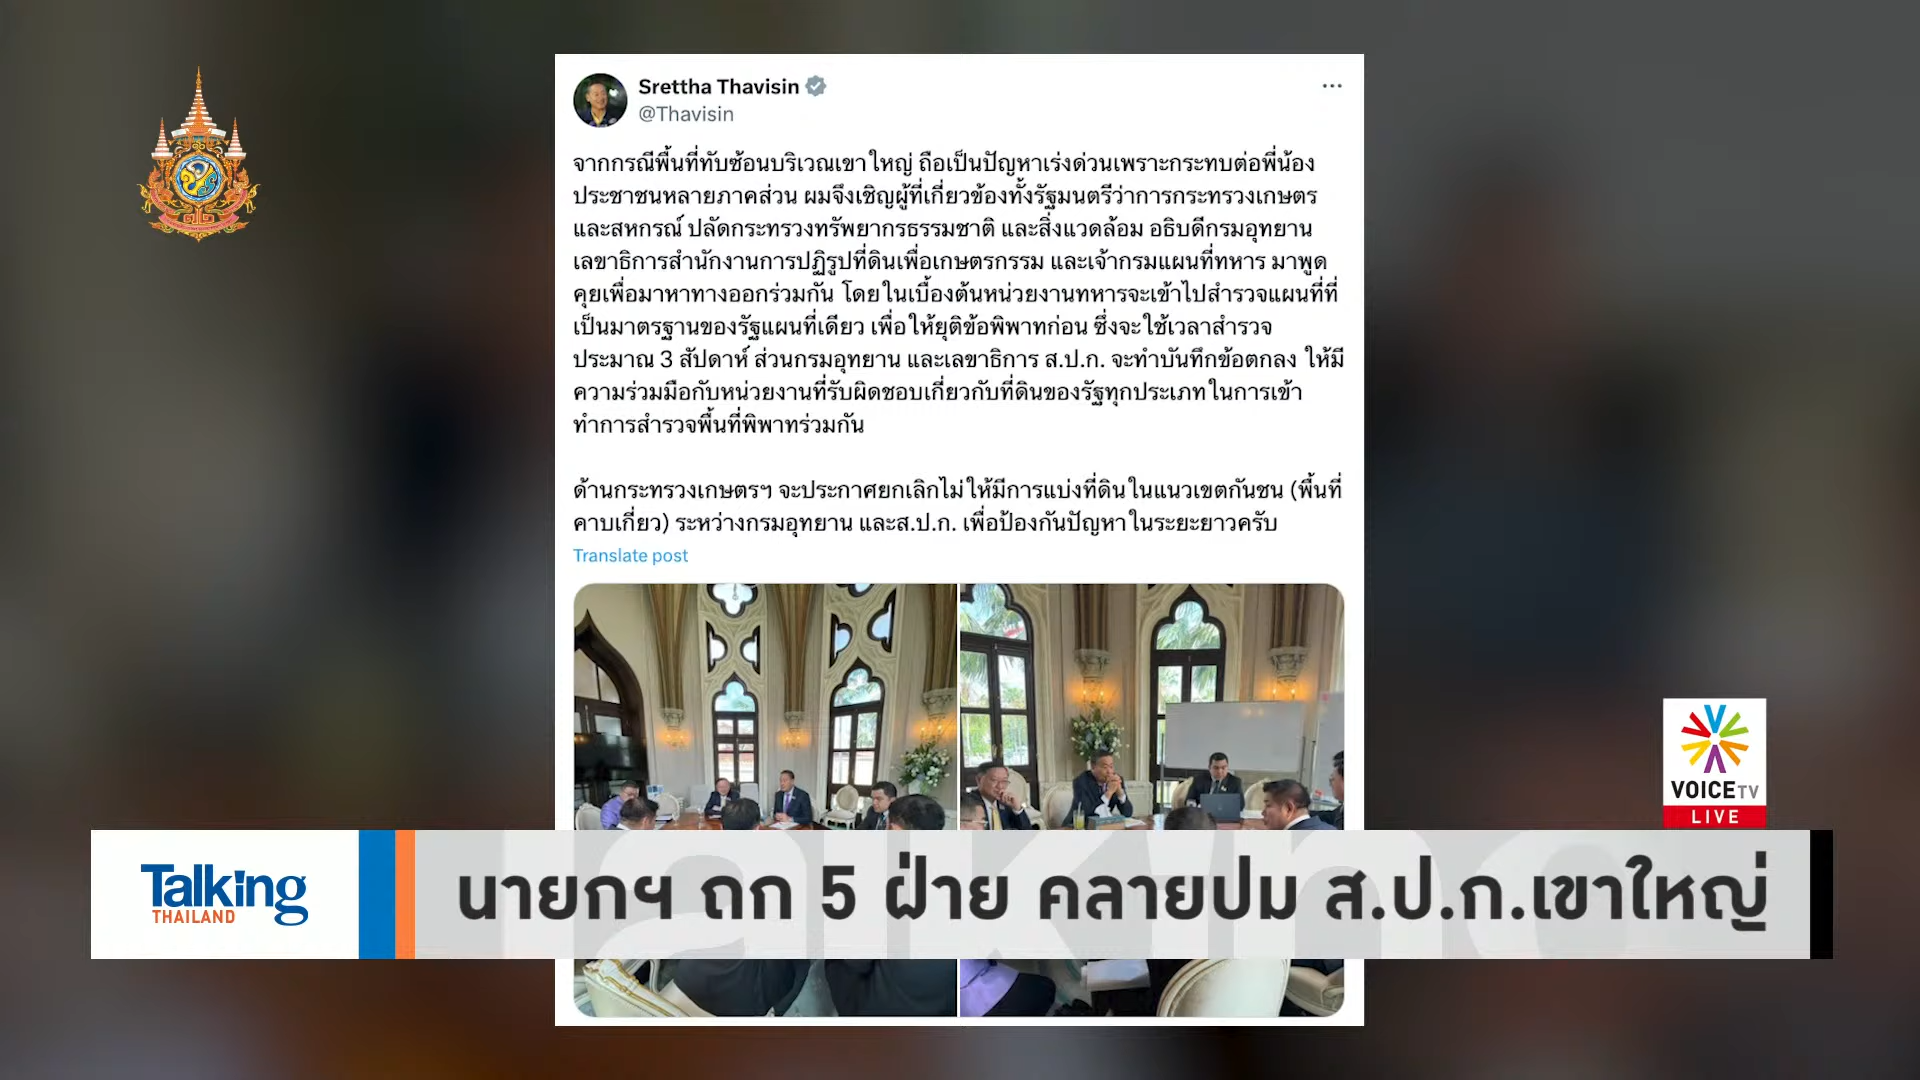 Srettha Thavisin
@Thavisin
จากกรณีพื้นที่ทับซ้อนบริเวณเขาใหญ่ ถือเป็นปัญหาเร่งด่วนเพราะกระทบต่อพี่น้อง
ประชาชนหลายภาคส่วน ผมจึงเชิญผู้ที่เกี่ยวข้องทั้งรัฐมนตรีว่าการกระทรวงเกษตร
และสหกรณ์ ปลัดกระทรวงทรัพยากรธรรมชาติ และสิ่งแวดล้อม อธิบดีกรมอุทยาน
เลขาธิการสำนักงานการปฏิรูปที่ดินเพื่อเกษตรกรรม และเจ้ากรมแผนที่ทหาร มาพูด
คุยเพื่อมาหาทางออกร่วมกัน โดยในเบื้องต้นหน่วยงานทหารจะเข้าไปสำรวจแผนที่ที่
เป็นมาตรฐานของรัฐแผนที่เดียว เพื่อให้ยุติข้อพิพาทก่อน ซึ่งจะใช้เวลาสำรวจ
ประมาณ 3 สัปดาห์ ส่วนกรมอุทยาน และเลขาธิการ ส.ป.ก. จะทำบันทึกข้อตกลง ให้มี
ความร่วมมือกับหน่วยงานที่รับผิดชอบเกี่ยวกับที่ดินของรัฐทุกประเภทในการเข้า
ทำการสำรวจพื้นที่พิพาทร่วมกัน
ด้านกระทรวงเกษตรฯ จะประกาศยกเลิกไม่ให้มีการแบ่งที่ดินในแนวเขตกันชน (พื้นที่
คาบเกี่ยว) ระหว่างกรมอุทยาน และส.ป.ก. เพื่อป้องกันปัญหาในระยะยาวครับ
Translate post
VOICE TV
LIVE
Talking
THAILAND
นายกฯ ถก 5 ฝ่าย คลายปม ส.ป.ก.เขาใหญ่